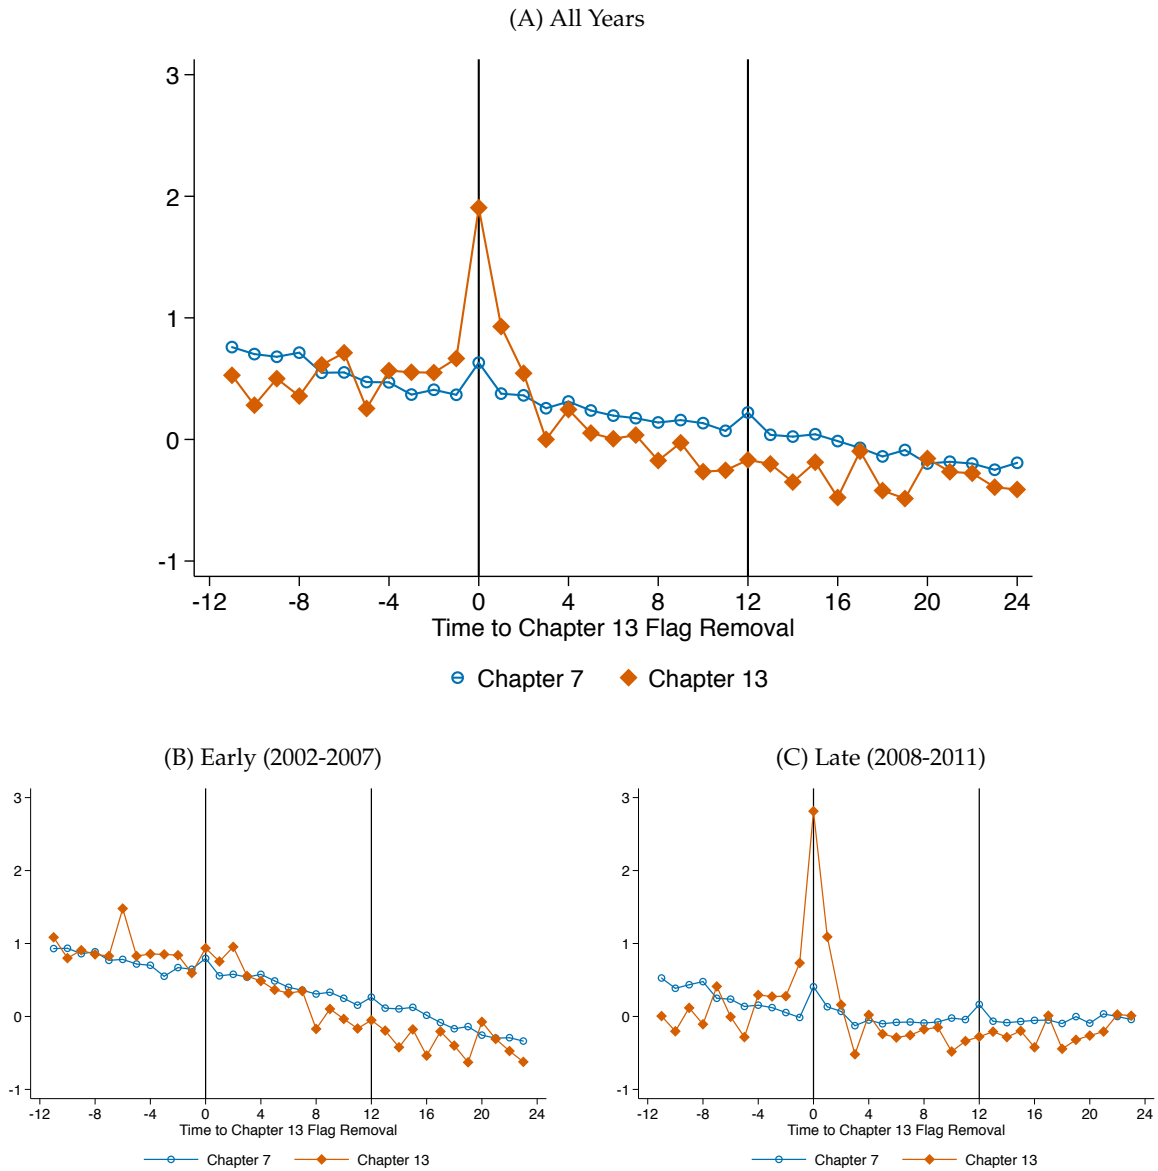 (A) All Years
3
2
1
0
-1
-12 -8 -4 0 4 8 12 16 20 24
Time to Chapter 13 Flag Removal
Chapter 7 Chapter 13
(B) Early (2002-2007)
3
2
1
0
-1
-12 -8 -4 0 4 8 12 16 20 24
Time to Chapter 13 Flag Removal
Chapter 7 Chapter 13
(C) Late (2008-2011)
3
2
1
0
-1
-12 -8 -4 0 4 8 12 16 20 24
Time to Chapter 13 Flag Removal
Chapter 7 Chapter 13